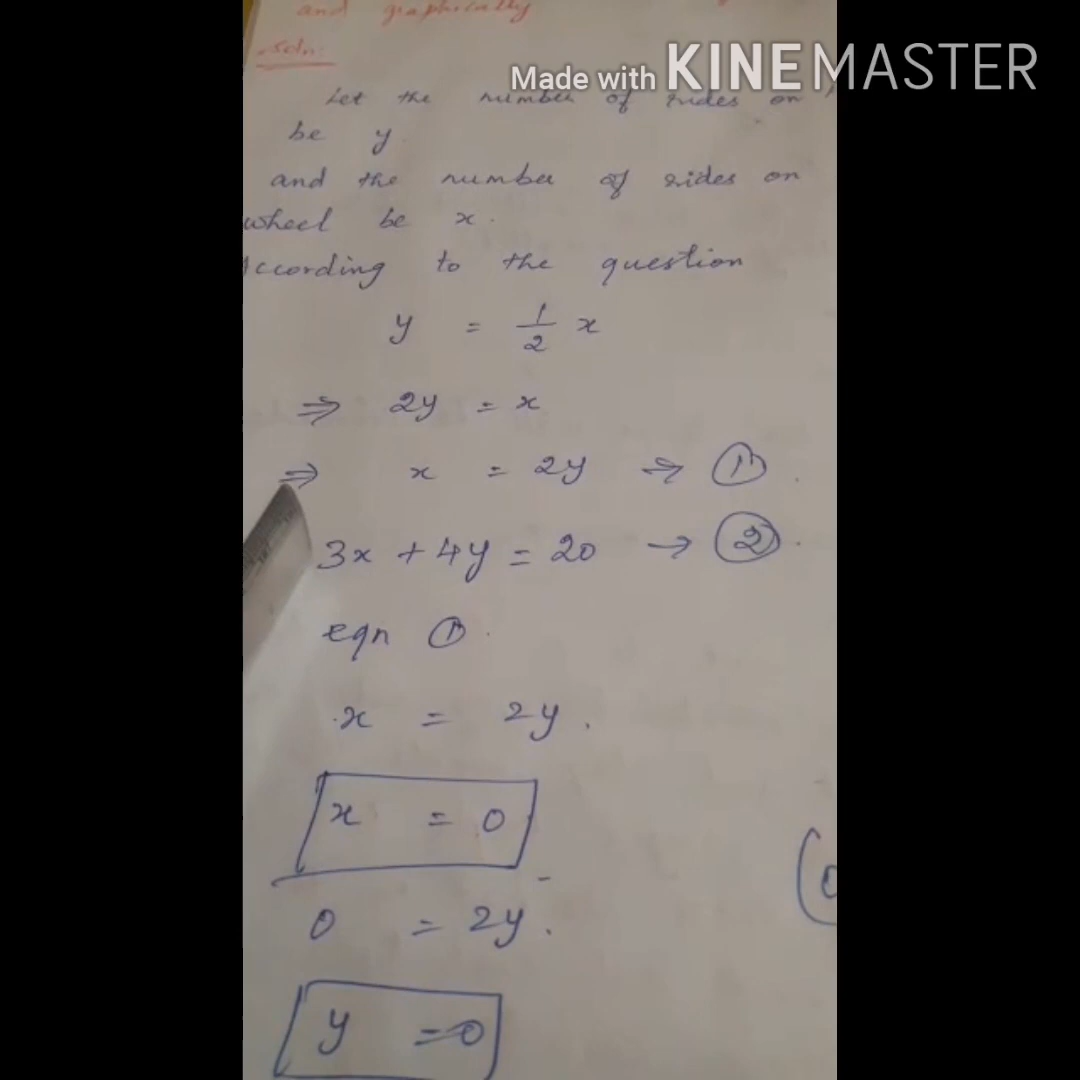 and graphically
Soln:
Made with KINEMASTER
Let the number of rides on
be y
and the number of rides on
wheel be x.
According to the question
y = 1/2 x
⇒ 2y = x
⇒ x = 2y ⇒ ①
3x + 4y = 20 → ②.
eqn ①.
x = 2y.
x = 0
0 = 2y.
y = 0